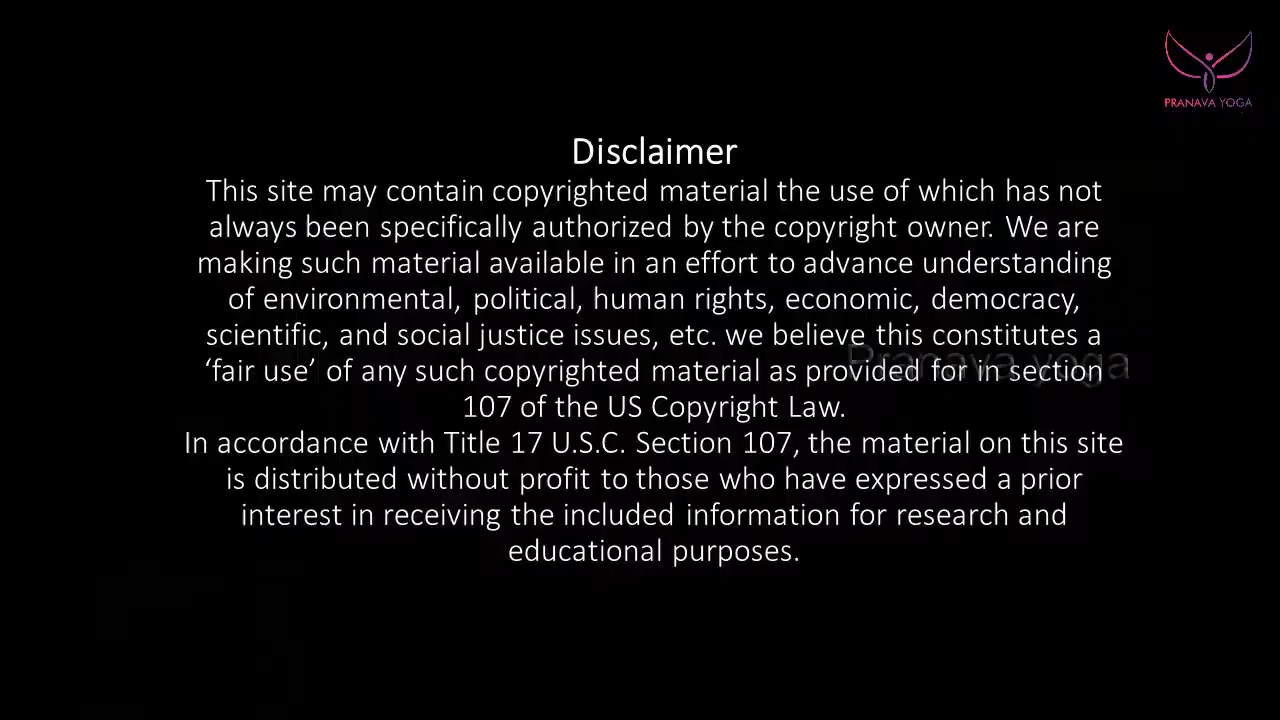 PRANAVA YOGA
Disclaimer
This site may contain copyrighted material the use of which has not
always been specifically authorized by the copyright owner. We are
making such material available in an effort to advance understanding
of environmental, political, human rights, economic, democracy,
scientific, and social justice issues, etc. we believe this constitutes a
Pranava yoga
‘fair use’ of any such copyrighted material as provided for in section
107 of the US Copyright Law.
In accordance with Title 17 U.S.C. Section 107, the material on this site
is distributed without profit to those who have expressed a prior
interest in receiving the included information for research and
educational purposes.